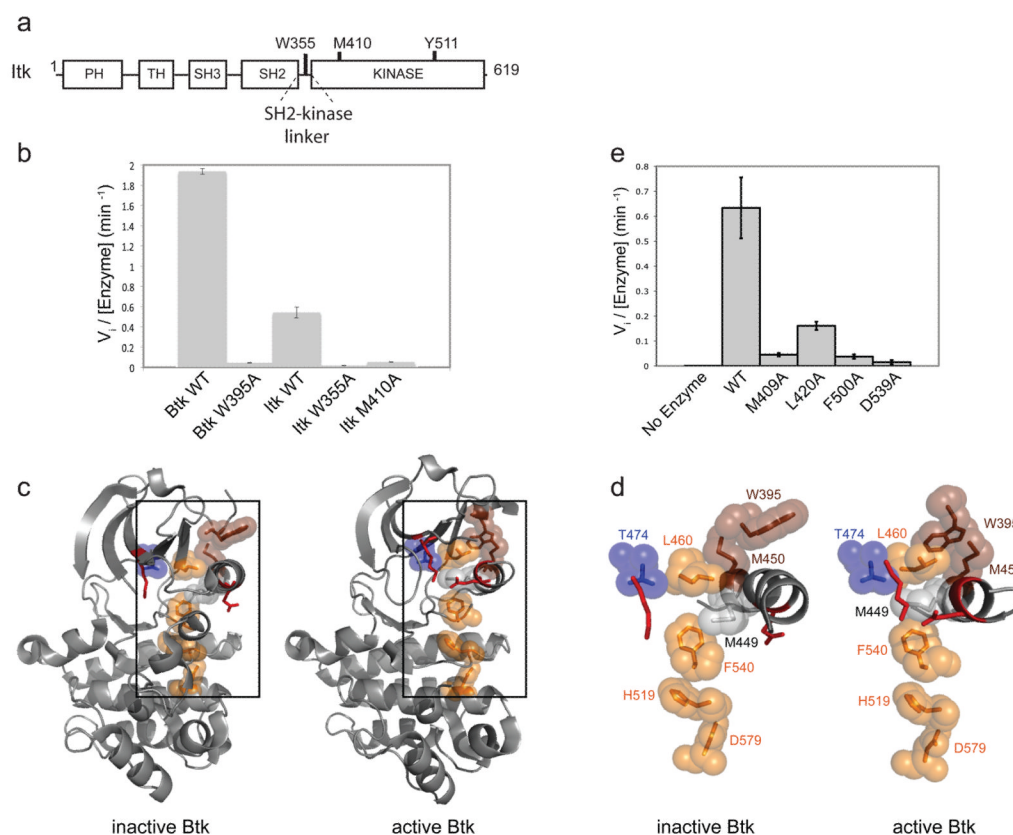 a
W355
M410
Y511
Itk
1
PH
TH
SH3
SH2
KINASE
619
SH2-kinase
linker
b
V_i / [Enzyme] (min ⁻¹)
2
1.8
1.6
1.4
1.2
1
0.8
0.6
0.4
0.2
0
Btk WT
Btk W395A
Itk WT
Itk W355A
Itk M410A
e
V_i / [Enzyme] (min ⁻¹)
0.8
0.7
0.6
0.5
0.4
0.3
0.2
0.1
0
No Enzyme
WT
M409A
L420A
F500A
D539A
c
inactive Btk
active Btk
d
W395
T474
L460
M450
M449
F540
H519
D579
inactive Btk
T474
L460
W395
M45
M449
F540
H519
D579
active Btk